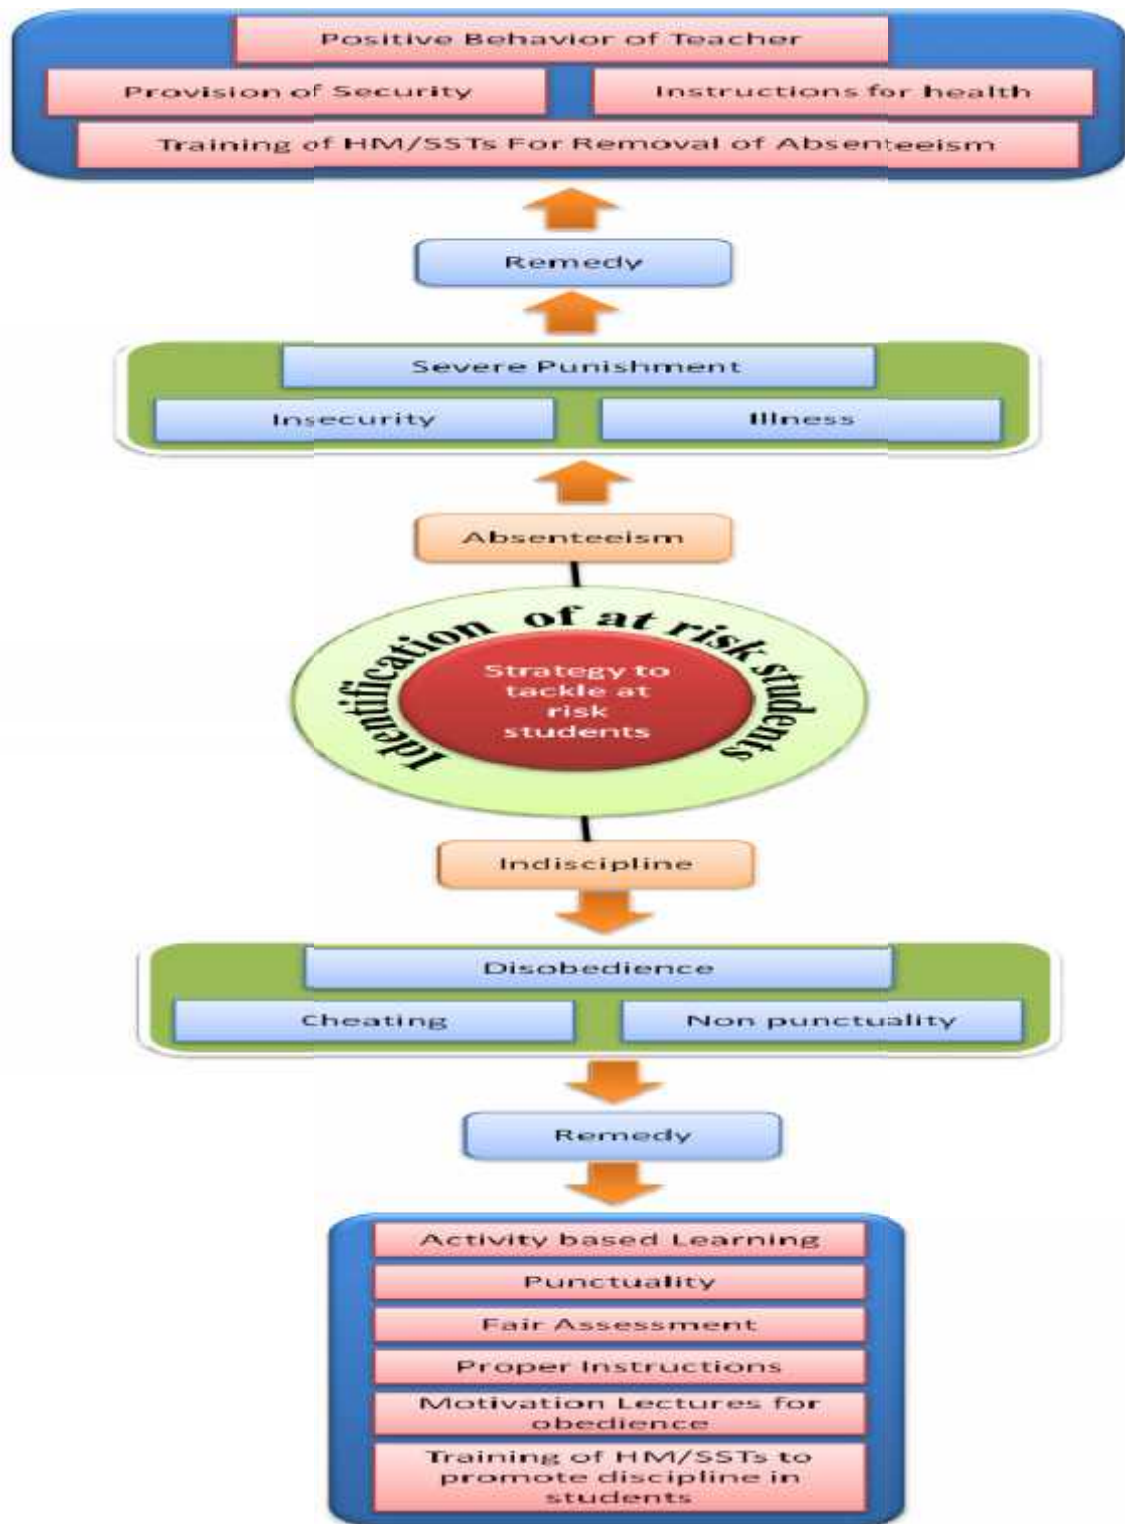 Positive Behavior of Teacher
Provision of Security
Instructions for health
Training of HM/SSTs For Removal of Absenteeism
Remedy
Severe Punishment
Insecurity
Illness
Absenteeism
Identification of at risk students
Strategy to
tackle at
risk
students
Indiscipline
Disobedience
Cheating
Non punctuality
Remedy
Activity based Learning
Punctuality
Fair Assessment
Proper Instructions
Motivation Lectures for
obedience
Training of HM/SSTs to
promote discipline in
students